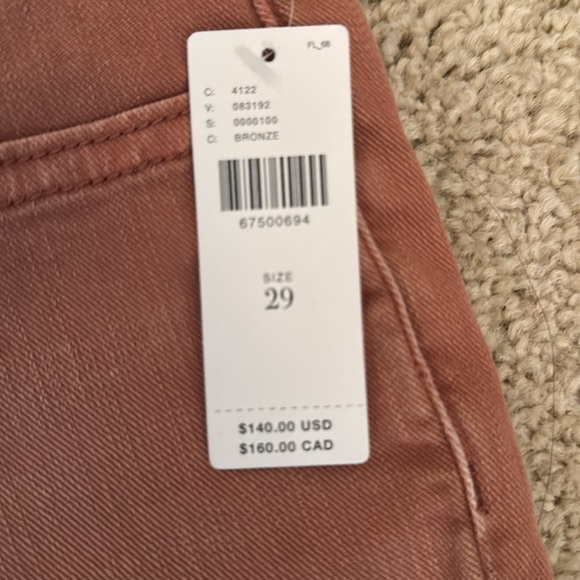 FL_68
C: 4122
V: 083192
S: 0000100
C: BRONZE
67500694
SIZE
29
$140.00 USD
$160.00 CAD